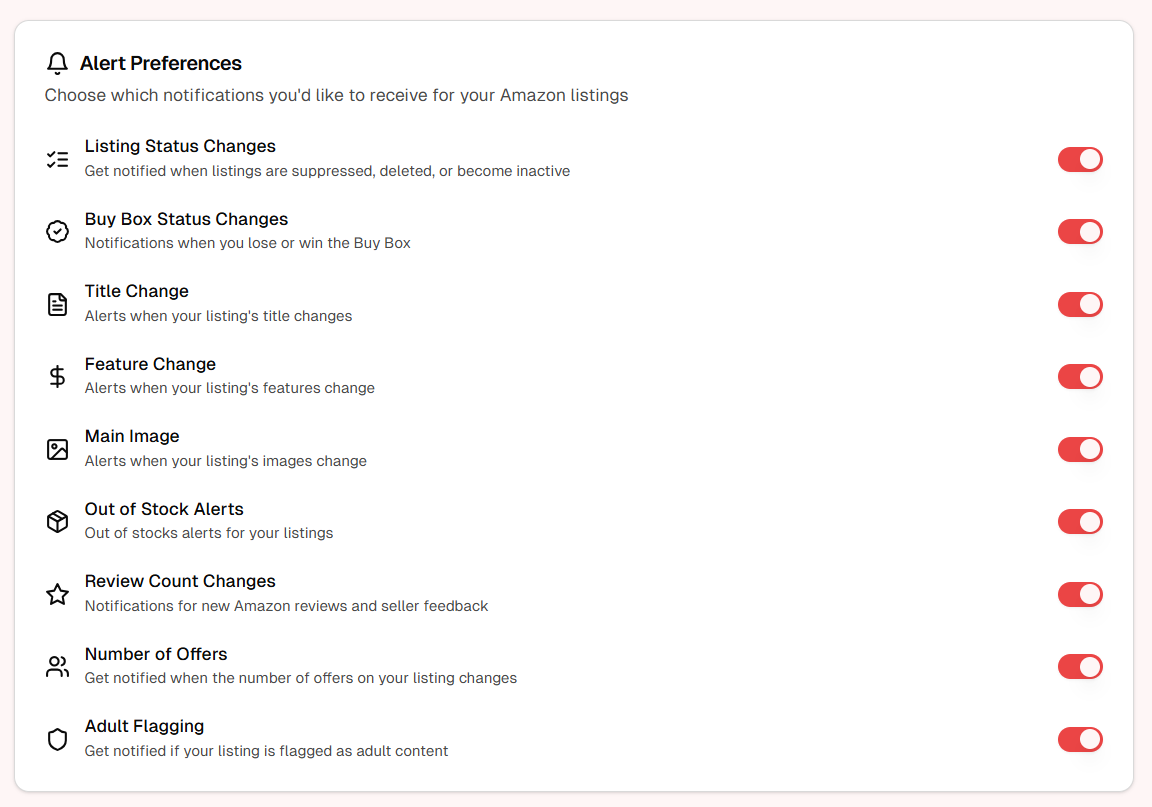 Alert Preferences
Choose which notifications you'd like to receive for your Amazon listings
Listing Status Changes
Get notified when listings are suppressed, deleted, or become inactive
Buy Box Status Changes
Notifications when you lose or win the Buy Box
Title Change
Alerts when your listing's title changes
Feature Change
Alerts when your listing's features change
Main Image
Alerts when your listing's images change
Out of Stock Alerts
Out of stocks alerts for your listings
Review Count Changes
Notifications for new Amazon reviews and seller feedback
Number of Offers
Get notified when the number of offers on your listing changes
Adult Flagging
Get notified if your listing is flagged as adult content